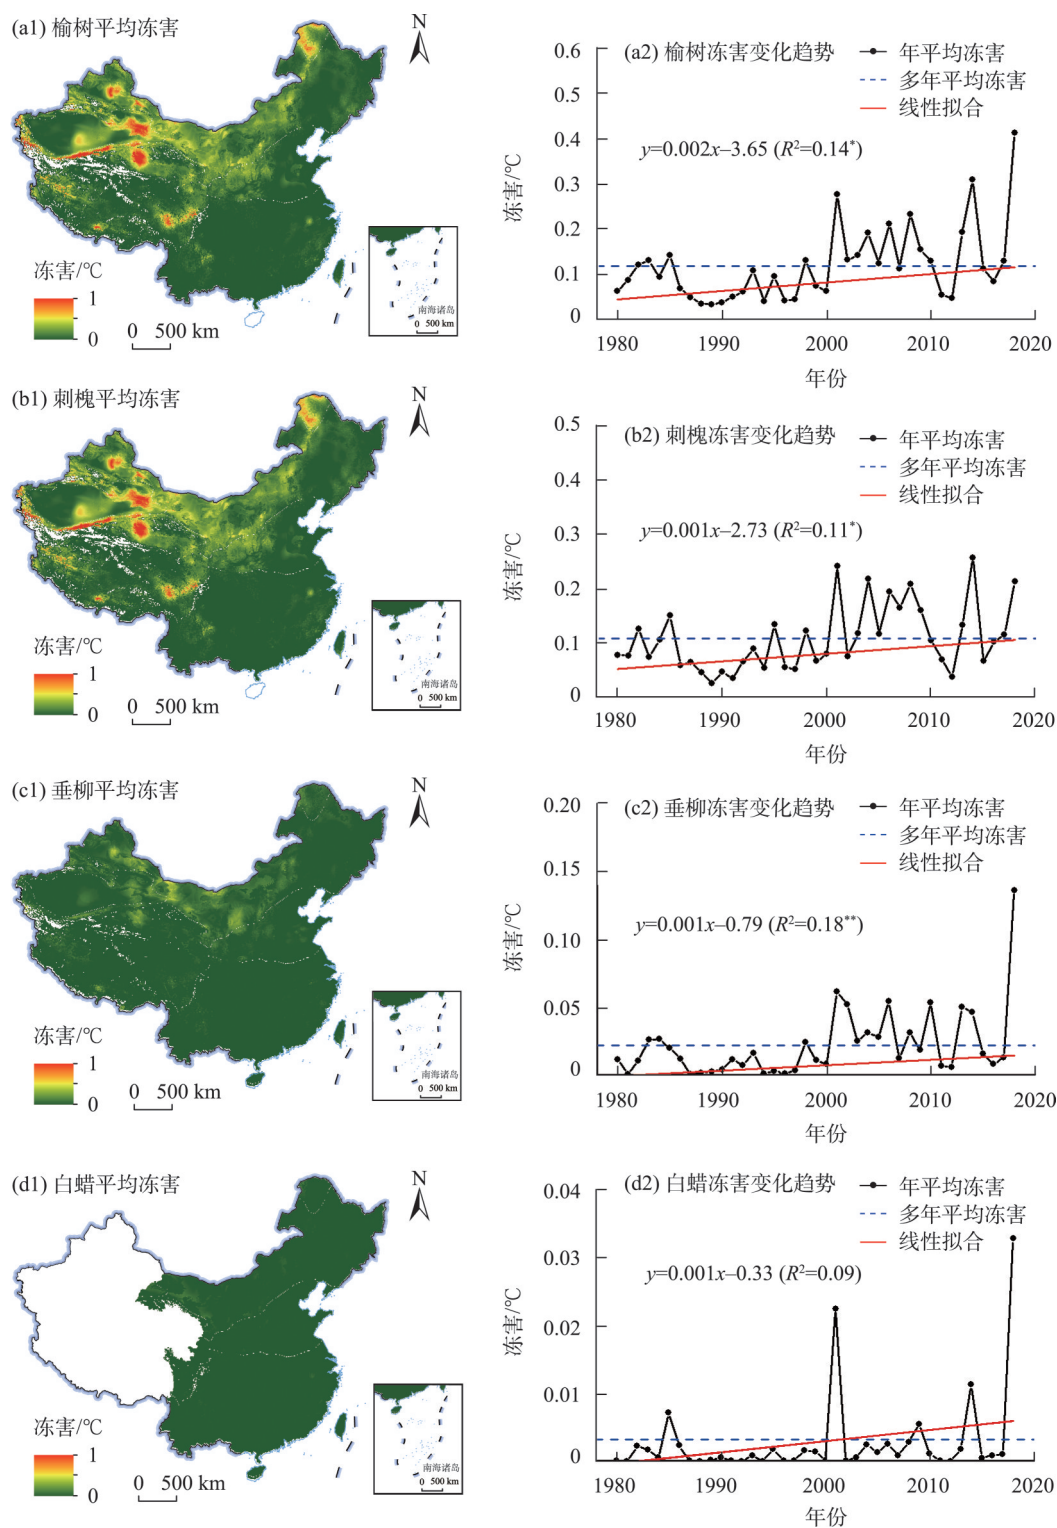 (a1) 榆树平均冻害
N
冻害/℃
1
0
0 500 km
南海诸岛
0 500 km
(a2) 榆树冻害变化趋势
年平均冻害
多年平均冻害
线性拟合
y=0.002x–3.65 (R²=0.14*)
冻害/℃
0.6
0.5
0.4
0.3
0.2
0.1
0
1980 1990 2000 2010 2020
年份
(b1) 刺槐平均冻害
N
冻害/℃
1
0
0 500 km
南海诸岛
0 500 km
(b2) 刺槐冻害变化趋势
年平均冻害
多年平均冻害
线性拟合
y=0.001x–2.73 (R²=0.11*)
冻害/℃
0.5
0.4
0.3
0.2
0.1
0
1980 1990 2000 2010 2020
年份
(c1) 垂柳平均冻害
N
冻害/℃
1
0
0 500 km
南海诸岛
0 500 km
(c2) 垂柳冻害变化趋势
年平均冻害
多年平均冻害
线性拟合
y=0.001x–0.79 (R²=0.18**)
冻害/℃
0.20
0.15
0.10
0.05
0
1980 1990 2000 2010 2020
年份
(d1) 白蜡平均冻害
N
冻害/℃
1
0
0 500 km
南海诸岛
0 500 km
(d2) 白蜡冻害变化趋势
年平均冻害
多年平均冻害
线性拟合
y=0.001x–0.33 (R²=0.09)
冻害/℃
0.04
0.03
0.02
0.01
0
1980 1990 2000 2010 2020
年份